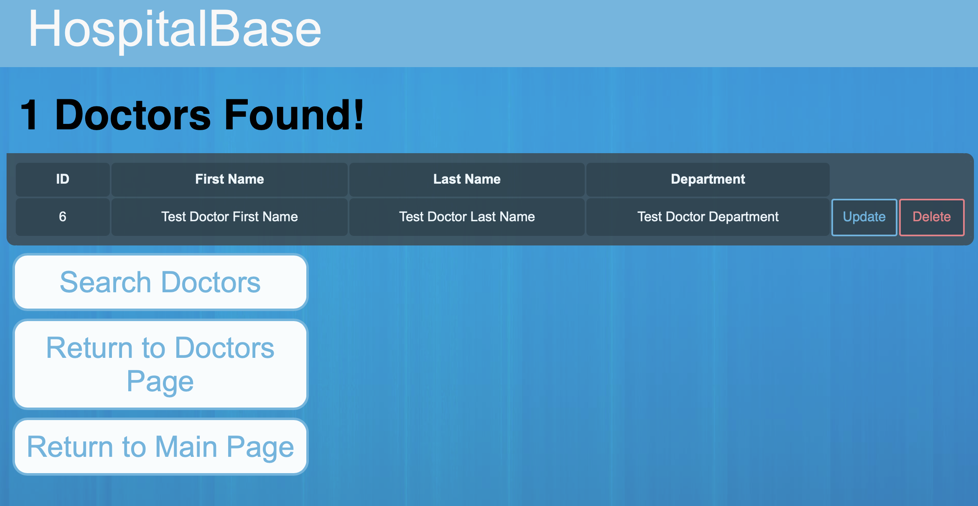 HospitalBase
1 Doctors Found!
ID First Name Last Name Department
6 Test Doctor First Name Test Doctor Last Name Test Doctor Department Update Delete
Search Doctors
Return to Doctors
Page
Return to Main Page